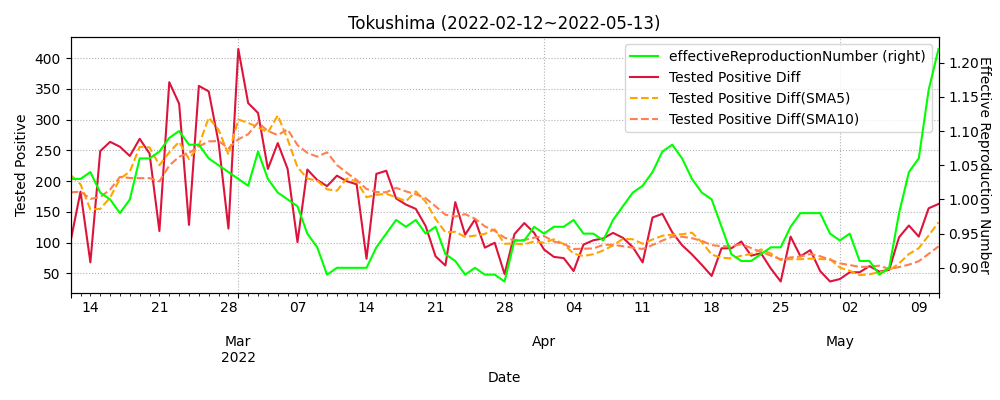 Tokushima (2022-02-12~2022-05-13)
effectiveReproductionNumber (right)
Tested Positive Diff
Tested Positive Diff(SMA5)
Tested Positive Diff(SMA10)
Tested Positive
400
350
300
250
200
150
100
50
1.20
1.15
1.10
1.05
1.00
0.95
0.90
Effective Reproduction Number
14 21 28 07 14 21 28 04 11 18 25 02 09
Mar Apr May
2022
Date